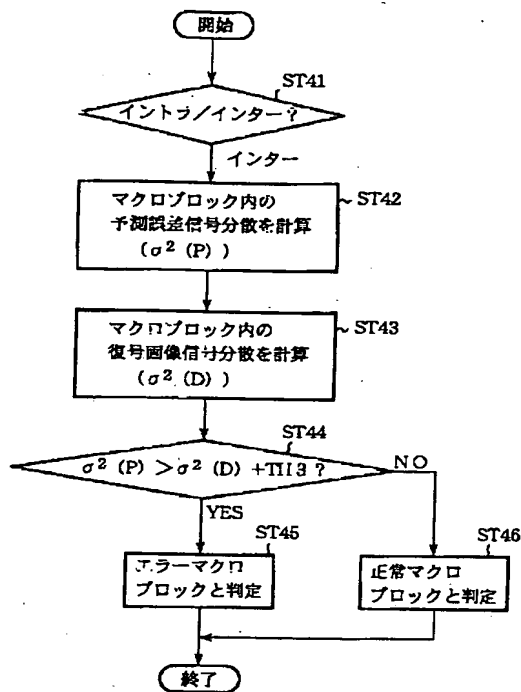 開始
ST41
イントラ/インター?
インター
マクロブロック内の
予測誤差信号分散を計算
(σ² (P) )
ST42
マクロブロック内の
復号画像信号分散を計算
(σ² (D) )
ST43
ST44
σ² (P) >σ² (D) +TH3 ?
NO
YES
ST45
エラーマクロ
ブロックと判定
ST46
正常マクロ
ブロックと判定
終了